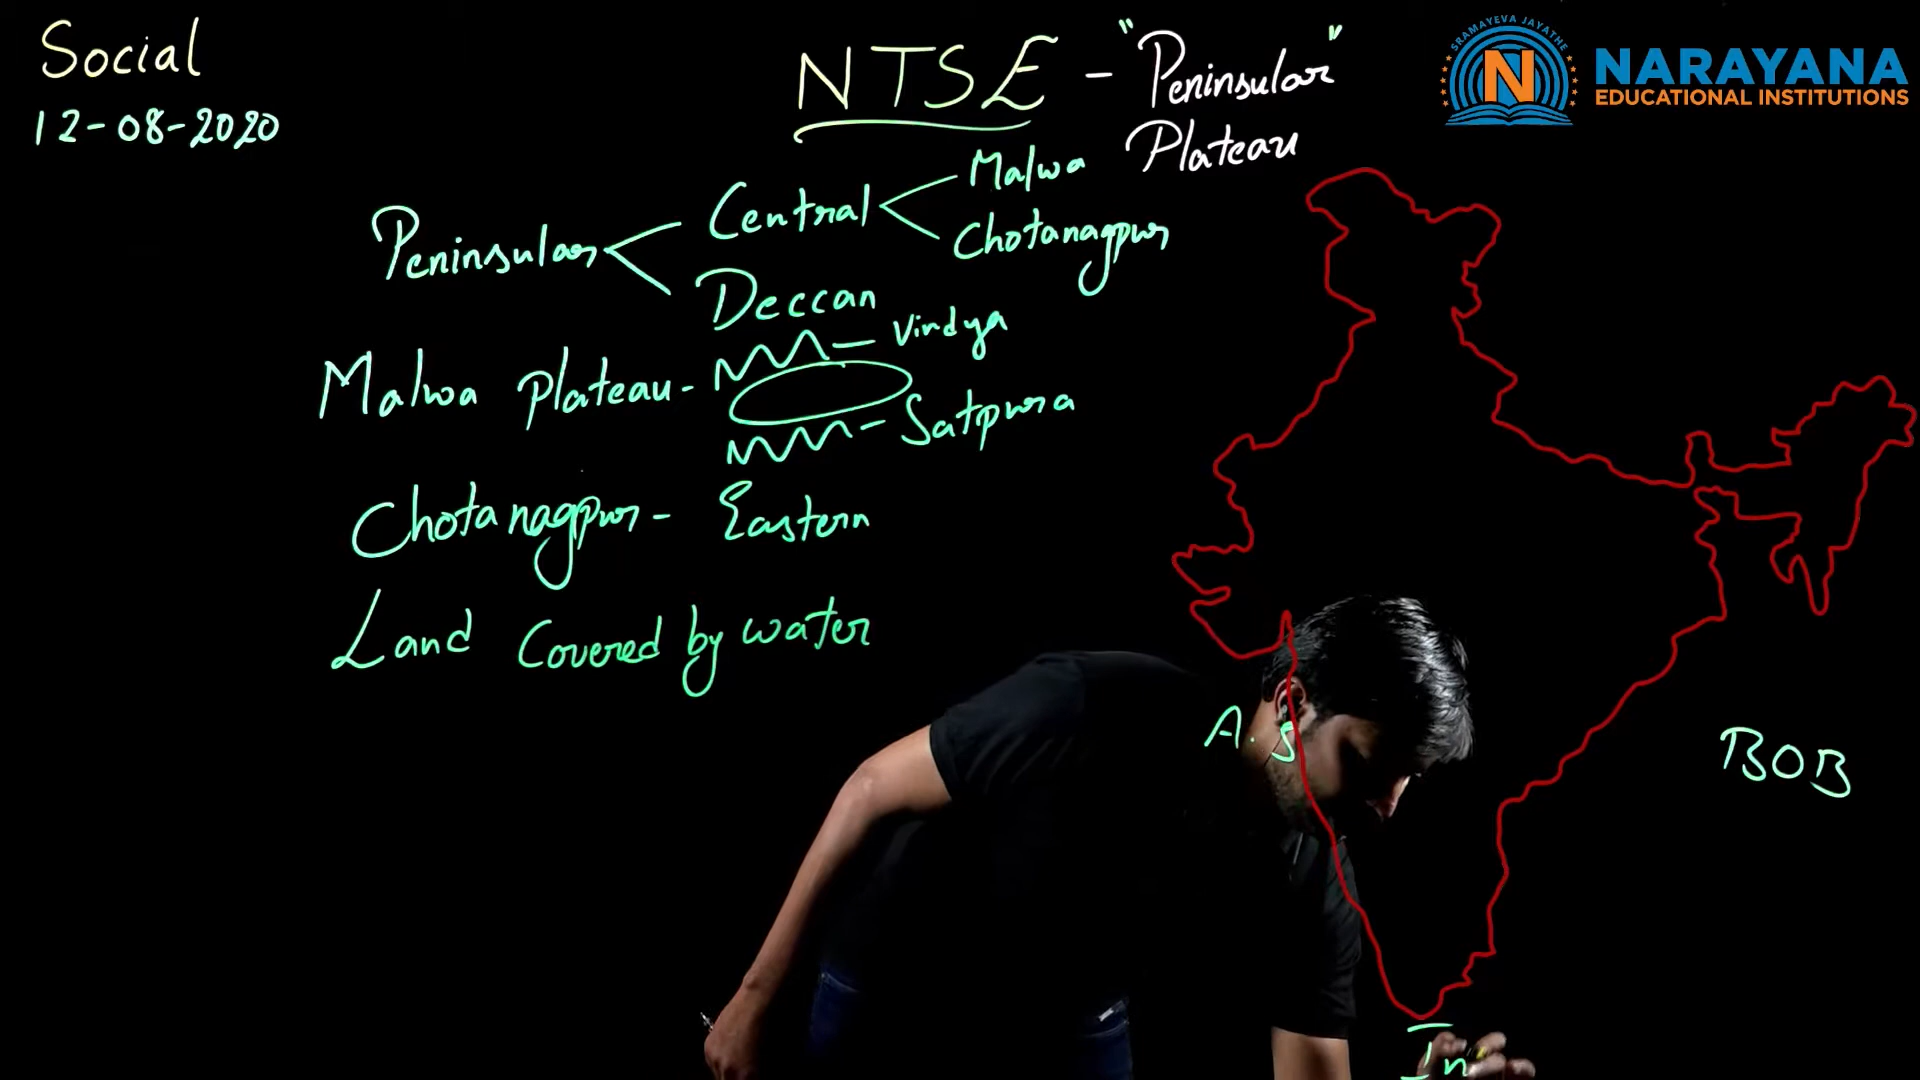 Social
12-08-2020
NTSE - "Peninsular"
Plateau
SRAMAYEVA JAYATHE
N
NARAYANA
EDUCATIONAL INSTITUTIONS
Peninsular
Central
Malwa
Chotanagpur
Deccan
Malwa Plateau -
Vindya
Satpura
Chotanagpur - Eastern
Land Covered by water
A.S
BOB
In